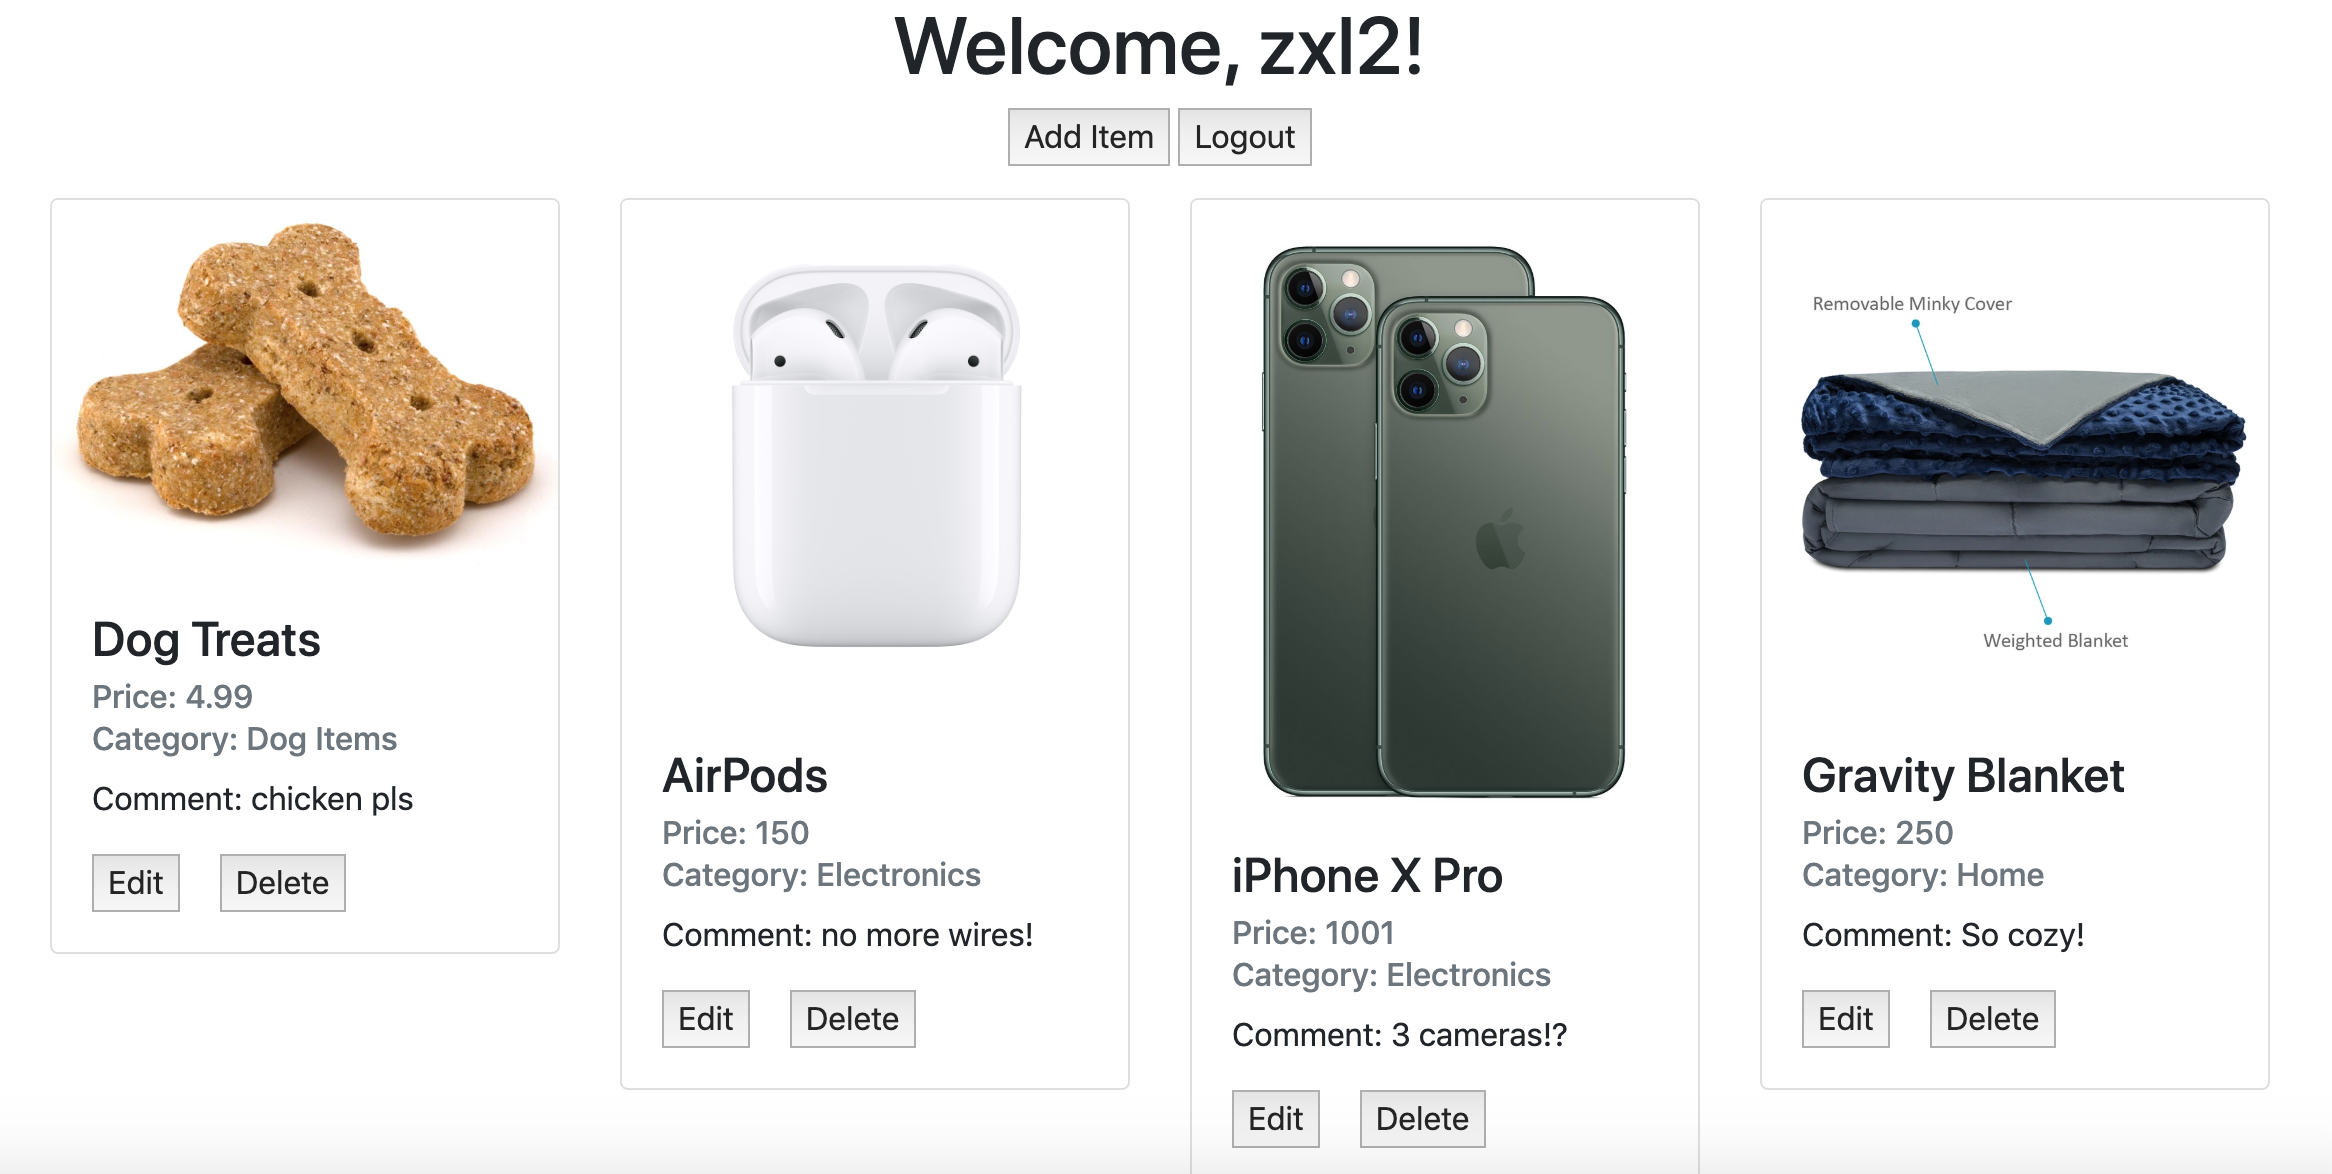 Welcome, zxl2!
Add Item
Logout
Dog Treats
Price: 4.99
Category: Dog Items
Comment: chicken pls
Edit
Delete
AirPods
Price: 150
Category: Electronics
Comment: no more wires!
Edit
Delete
iPhone X Pro
Price: 1001
Category: Electronics
Comment: 3 cameras!?
Edit
Delete
Removable Minky Cover
Weighted Blanket
Gravity Blanket
Price: 250
Category: Home
Comment: So cozy!
Edit
Delete